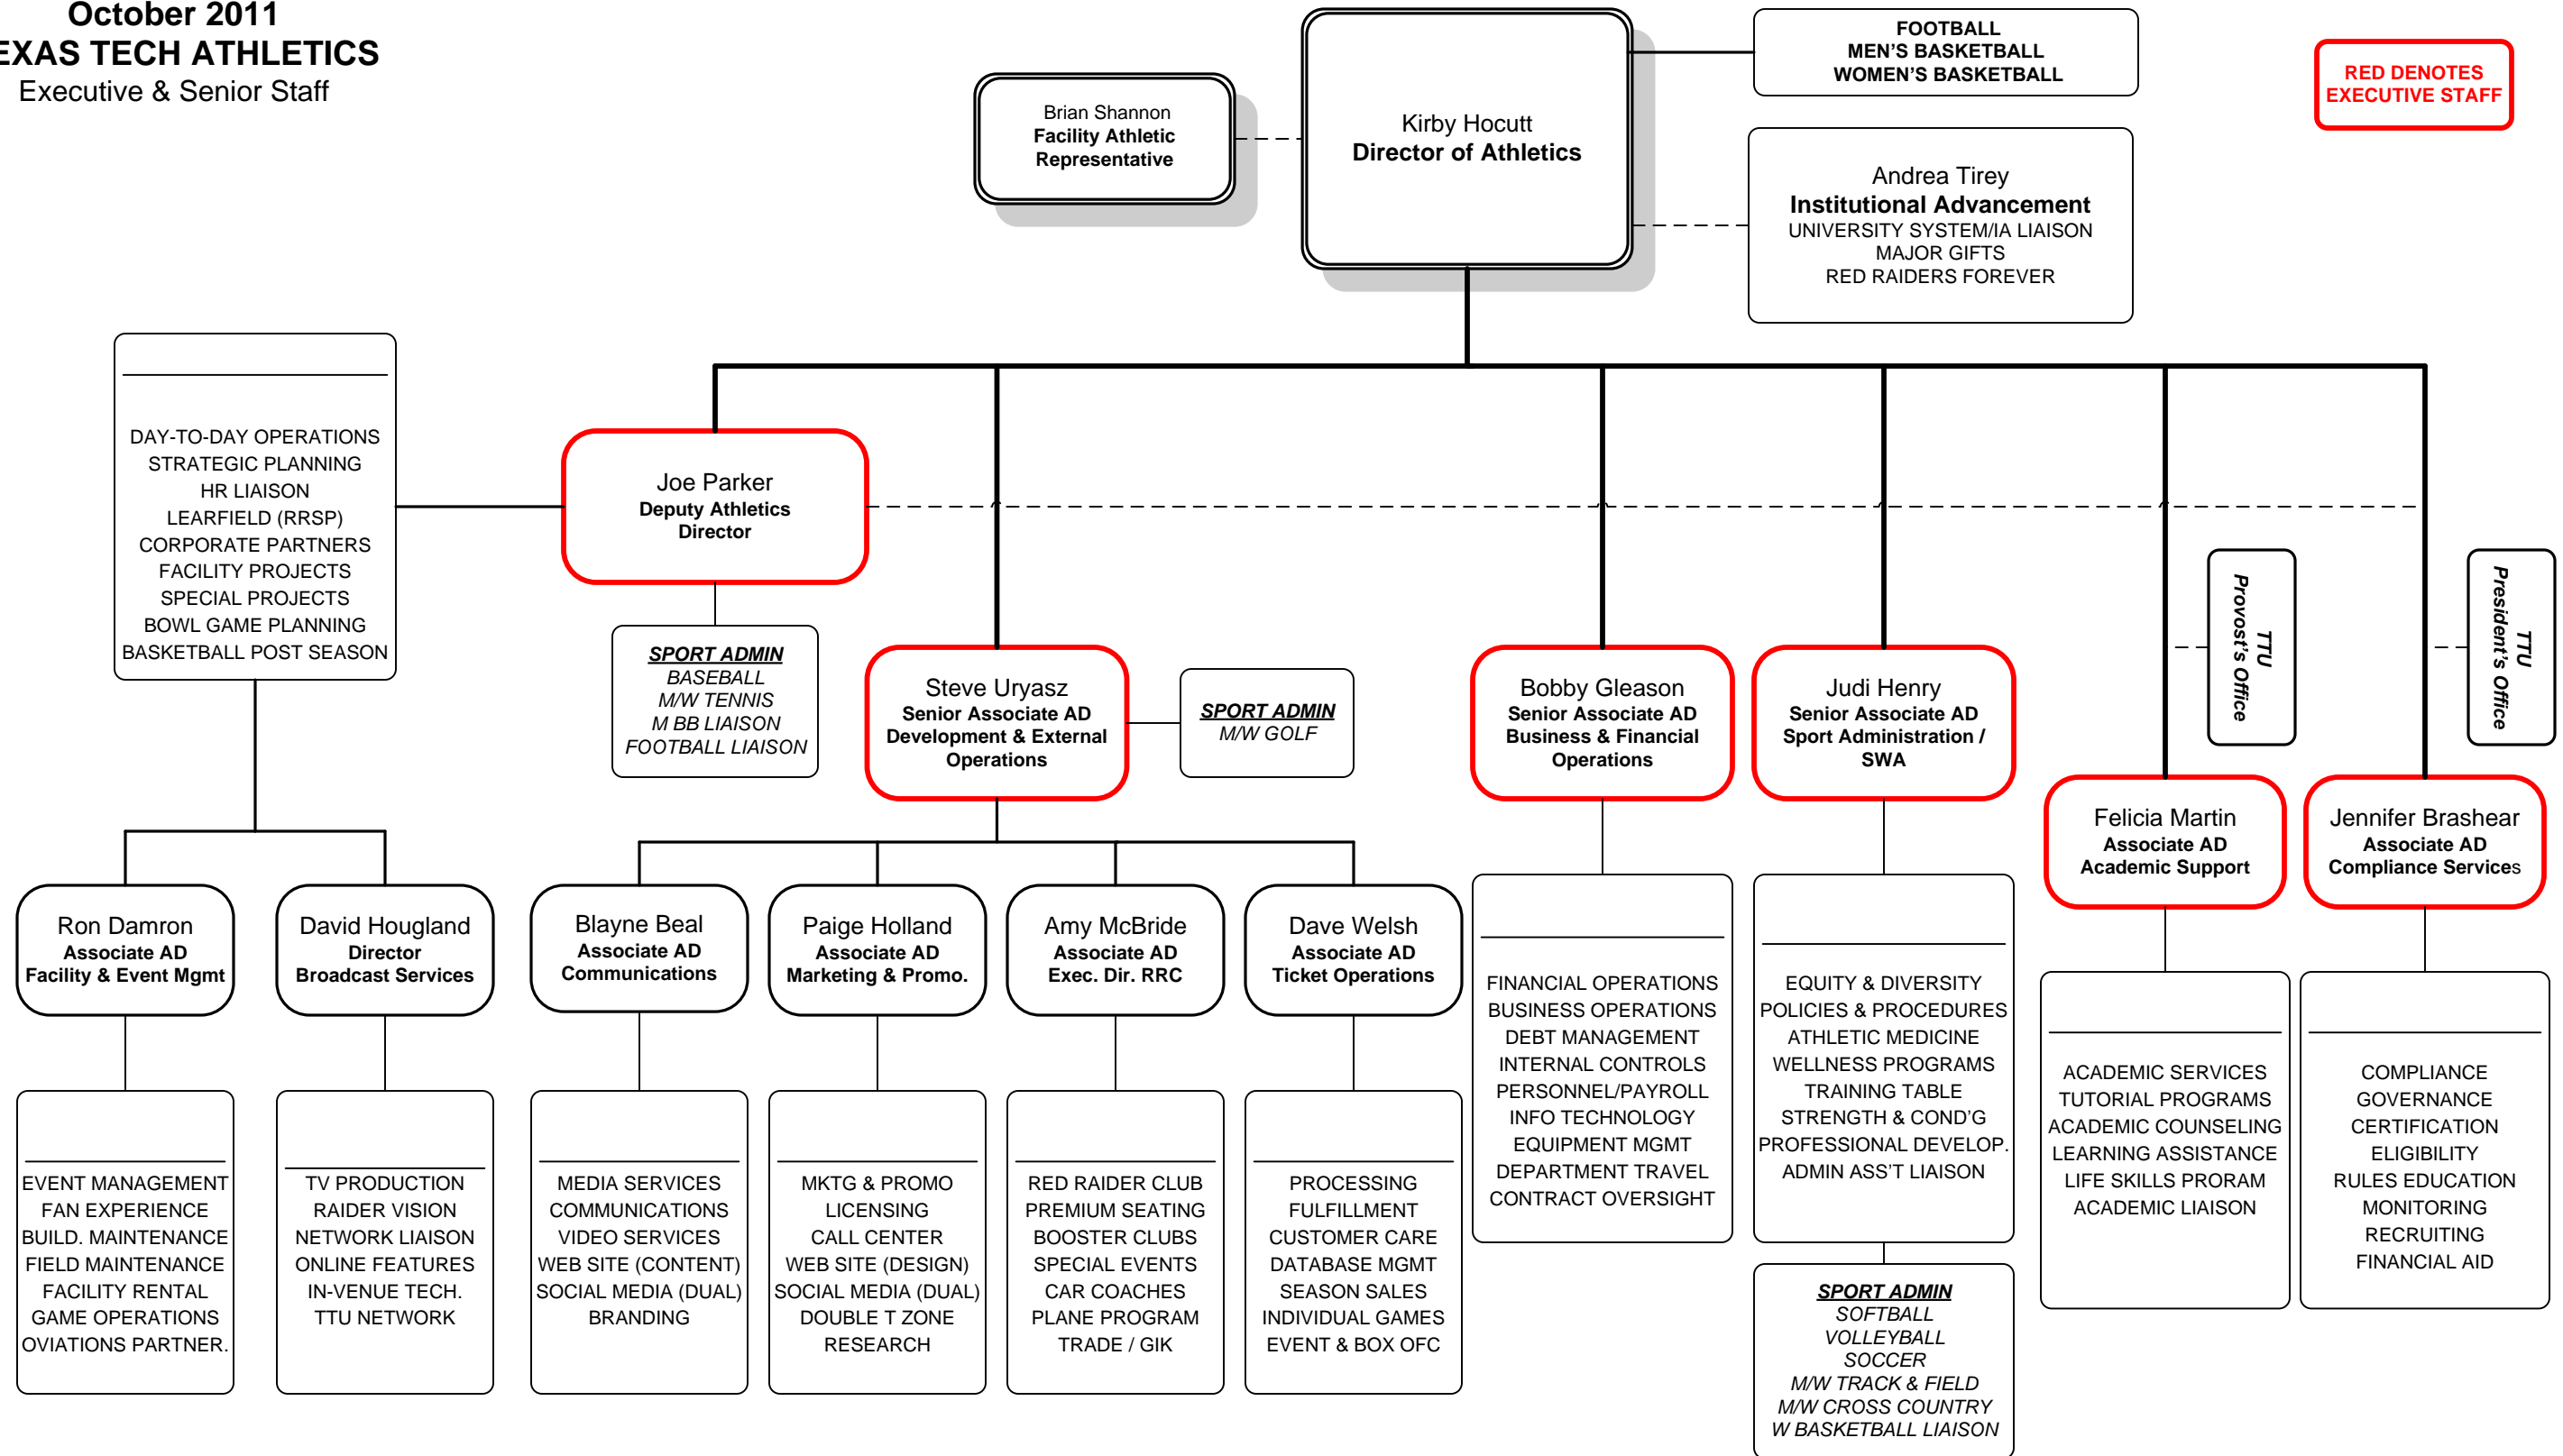 October 2011
EXAS TECH ATHLETICS
Executive & Senior Staff
Brian Shannon
Facility Athletic
Representative
Kirby Hocutt
Director of Athletics
FOOTBALL
MEN'S BASKETBALL
WOMEN'S BASKETBALL
RED DENOTES
EXECUTIVE STAFF
Andrea Tirey
Institutional Advancement
UNIVERSITY SYSTEM/IA LIAISON
MAJOR GIFTS
RED RAIDERS FOREVER
DAY-TO-DAY OPERATIONS
STRATEGIC PLANNING
HR LIAISON
LEARFIELD (RRSP)
CORPORATE PARTNERS
FACILITY PROJECTS
SPECIAL PROJECTS
BOWL GAME PLANNING
BASKETBALL POST SEASON
Joe Parker
Deputy Athletics
Director
SPORT ADMIN
BASEBALL
M/W TENNIS
M BB LIAISON
FOOTBALL LIAISON
Steve Uryasz
Senior Associate AD
Development & External
Operations
SPORT ADMIN
M/W GOLF
Bobby Gleason
Senior Associate AD
Business & Financial
Operations
Judi Henry
Senior Associate AD
Sport Administration /
SWA
TTU
Provost's Office
TTU
President's Office
Felicia Martin
Associate AD
Academic Support
Jennifer Brashear
Associate AD
Compliance Services
Ron Damron
Associate AD
Facility & Event Mgmt
David Hougland
Director
Broadcast Services
Blayne Beal
Associate AD
Communications
Paige Holland
Associate AD
Marketing & Promo.
Amy McBride
Associate AD
Exec. Dir. RRC
Dave Welsh
Associate AD
Ticket Operations
EVENT MANAGEMENT
FAN EXPERIENCE
BUILD. MAINTENANCE
FIELD MAINTENANCE
FACILITY RENTAL
GAME OPERATIONS
OVIATIONS PARTNER.
TV PRODUCTION
RAIDER VISION
NETWORK LIAISON
ONLINE FEATURES
IN-VENUE TECH.
TTU NETWORK
MEDIA SERVICES
COMMUNICATIONS
VIDEO SERVICES
WEB SITE (CONTENT)
SOCIAL MEDIA (DUAL)
BRANDING
MKTG & PROMO
LICENSING
CALL CENTER
WEB SITE (DESIGN)
SOCIAL MEDIA (DUAL)
DOUBLE T ZONE
RESEARCH
RED RAIDER CLUB
PREMIUM SEATING
BOOSTER CLUBS
SPECIAL EVENTS
CAR COACHES
PLANE PROGRAM
TRADE / GIK
PROCESSING
FULFILLMENT
CUSTOMER CARE
DATABASE MGMT
SEASON SALES
INDIVIDUAL GAMES
EVENT & BOX OFC
FINANCIAL OPERATIONS
BUSINESS OPERATIONS
DEBT MANAGEMENT
INTERNAL CONTROLS
PERSONNEL/PAYROLL
INFO TECHNOLOGY
EQUIPMENT MGMT
DEPARTMENT TRAVEL
CONTRACT OVERSIGHT
EQUITY & DIVERSITY
POLICIES & PROCEDURES
ATHLETIC MEDICINE
WELLNESS PROGRAMS
TRAINING TABLE
STRENGTH & COND'G
PROFESSIONAL DEVELOP.
ADMIN ASS'T LIAISON
SPORT ADMIN
SOFTBALL
VOLLEYBALL
SOCCER
M/W TRACK & FIELD
M/W CROSS COUNTRY
W BASKETBALL LIAISON
ACADEMIC SERVICES
TUTORIAL PROGRAMS
ACADEMIC COUNSELING
LEARNING ASSISTANCE
LIFE SKILLS PRORAM
ACADEMIC LIAISON
COMPLIANCE
GOVERNANCE
CERTIFICATION
ELIGIBILITY
RULES EDUCATION
MONITORING
RECRUITING
FINANCIAL AID